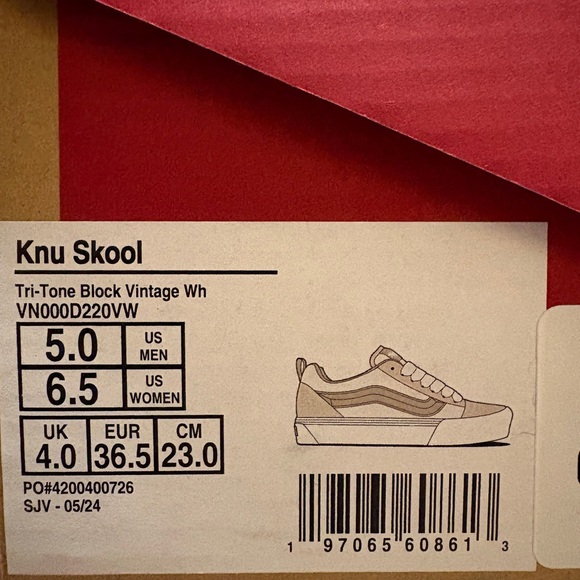 Knu Skool
Tri-Tone Block Vintage Wh
VN000D220VW
5.0 US MEN
6.5 US WOMEN
UK EUR CM
4.0 36.5 23.0
PO#4200400726
SJV - 05/24
1 97065 60861 3